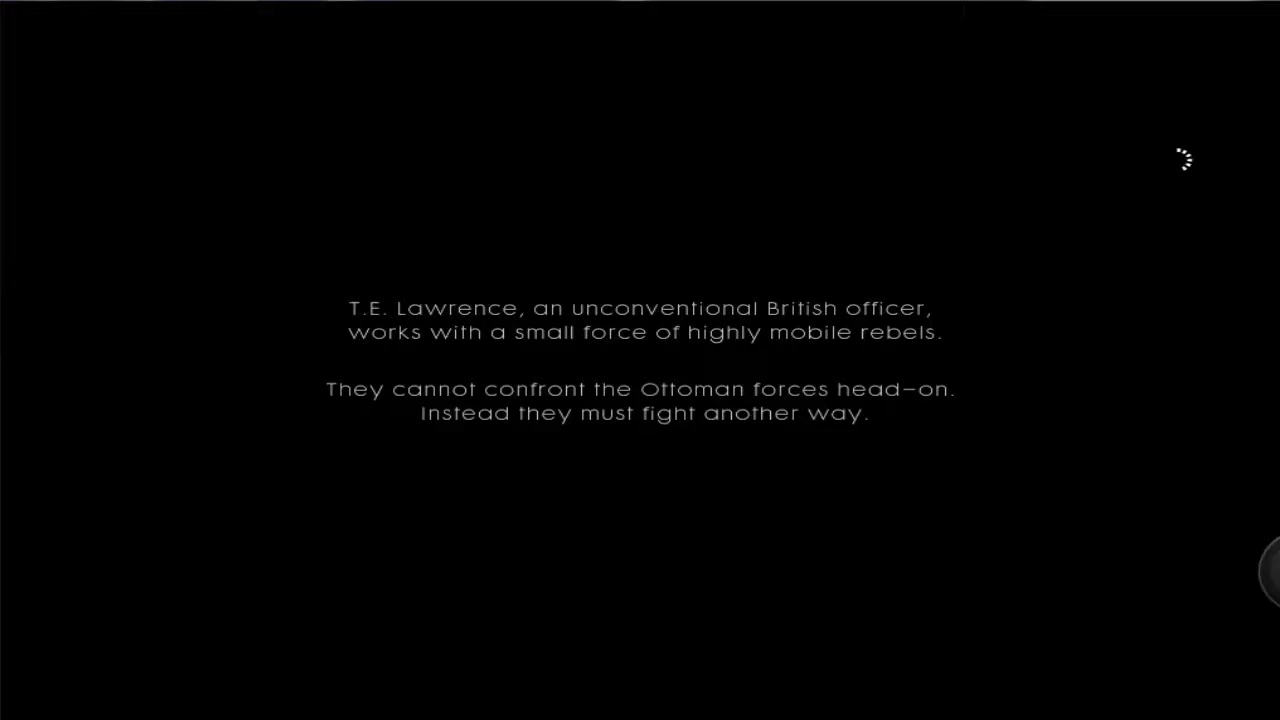 T.E. Lawrence, an unconventional British officer,
works with a small force of highly mobile rebels.
They cannot confront the Ottoman forces head-on.
Instead they must fight another way.